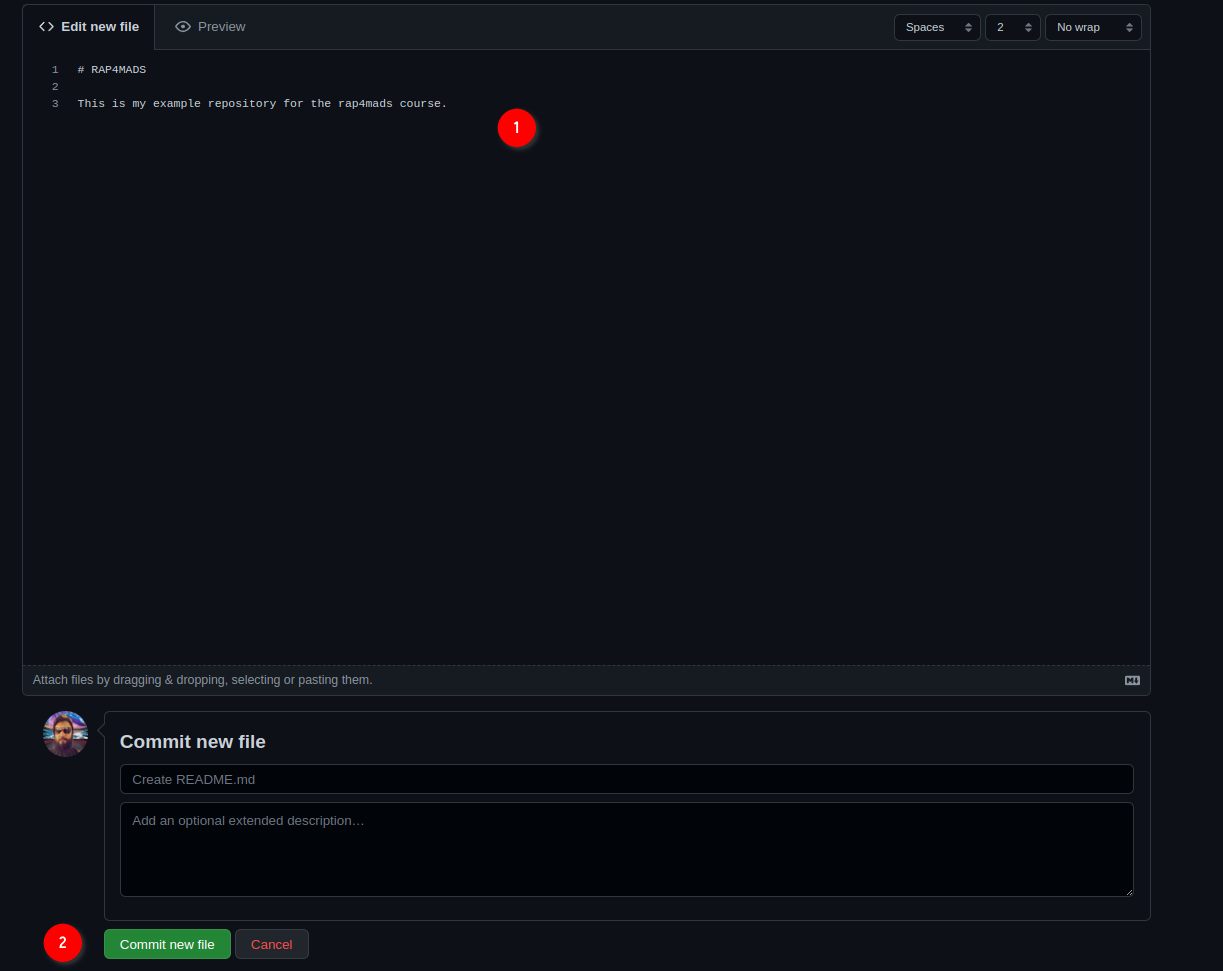 Edit new file Preview Spaces 2 No wrap
1 # RAP4MADS
2
3 This is my example repository for the rap4mads course.
1
Attach files by dragging & dropping, selecting or pasting them.
Commit new file
Create README.md
Add an optional extended description…
2 Commit new file Cancel